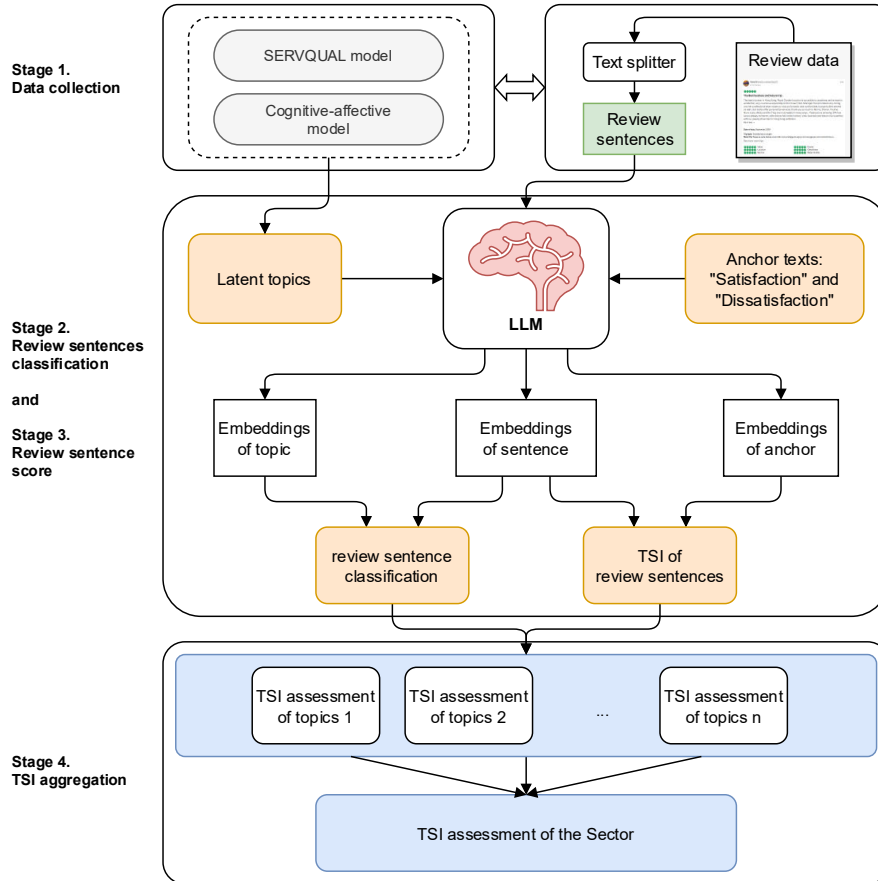 Stage 1.
Data collection
SERVQUAL model
Cognitive-affective
model
Text splitter
Review
sentences
Review data
Stage 2.
Review sentences
classification
and
Stage 3.
Review sentence
score
Latent topics
LLM
Anchor texts:
"Satisfaction" and
"Dissatisfaction"
Embeddings
of topic
Embeddings
of sentence
Embeddings
of anchor
review sentence
classification
TSI of
review sentences
Stage 4.
TSI aggregation
TSI assessment
of topics 1
TSI assessment
of topics 2
...
TSI assessment
of topics n
TSI assessment of the Sector